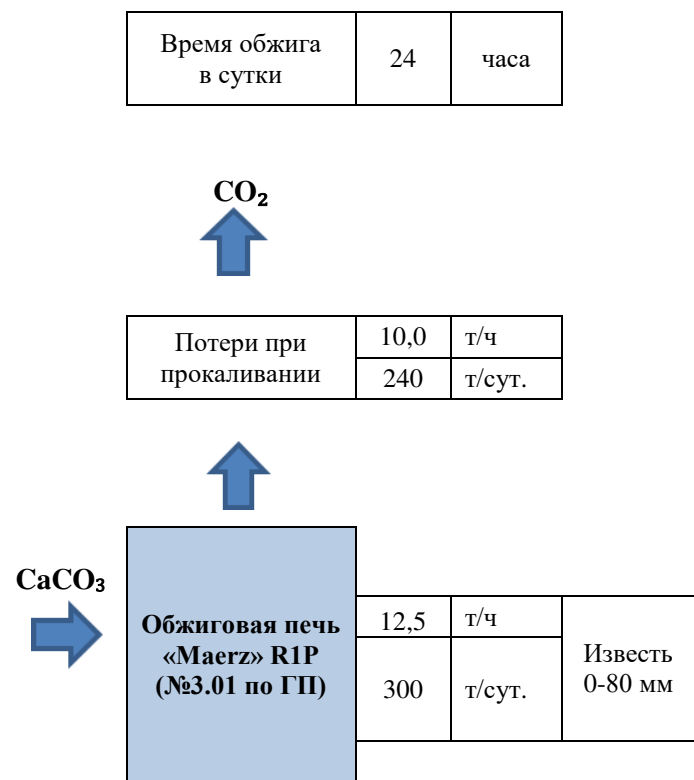 Время обжига
в сутки
24
часа
CO₂
Потери при
прокаливании
10,0
т/ч
240
т/сут.
CaCO₃
Обжиговая печь
«Maerz» R1P
(№3.01 по ГП)
12,5
т/ч
300
т/сут.
Известь
0-80 мм